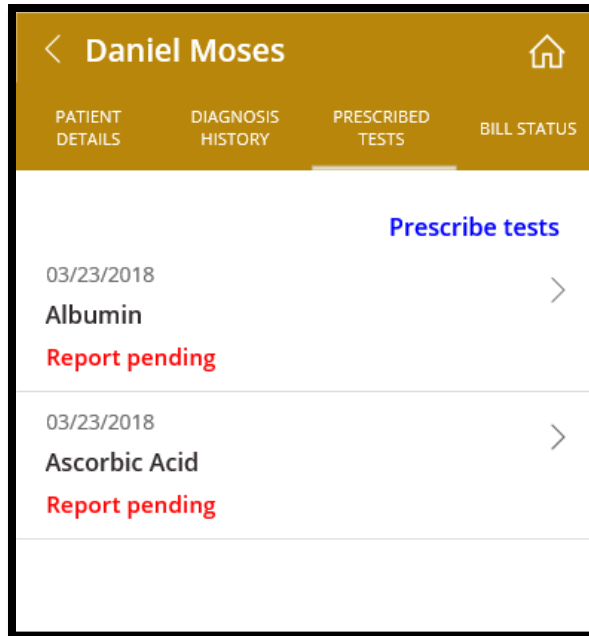 Daniel Moses
PATIENT DETAILS
DIAGNOSIS HISTORY
PRESCRIBED TESTS
BILL STATUS
Prescribe tests
03/23/2018
Albumin
Report pending
03/23/2018
Ascorbic Acid
Report pending